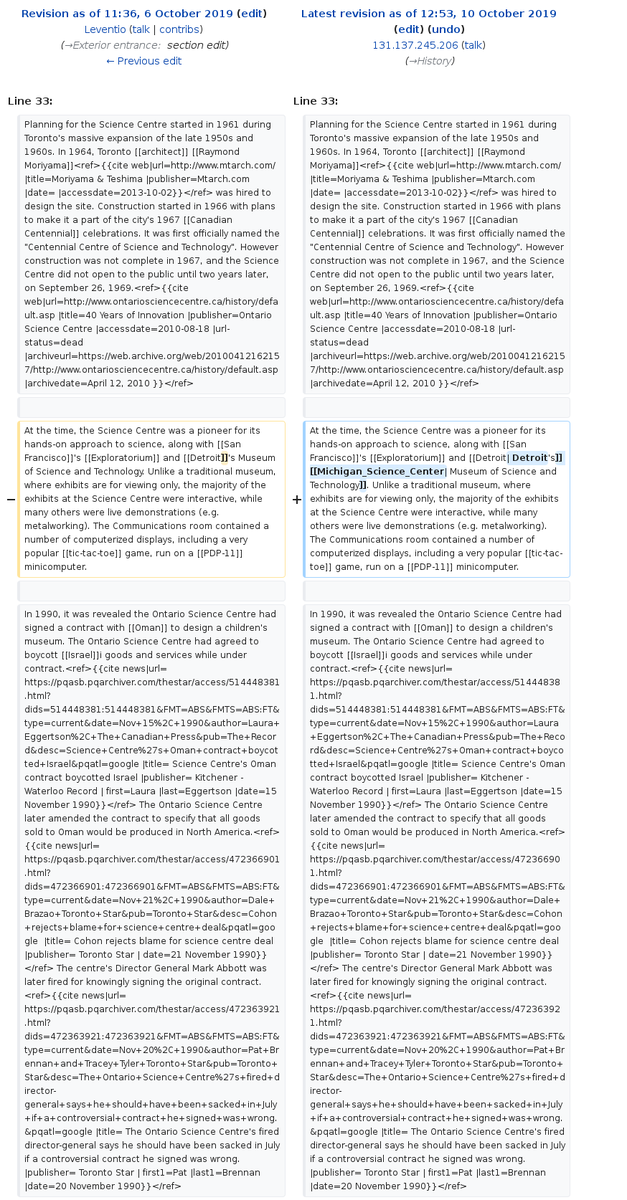 Revision as of 11:36, 6 October 2019 (edit)
Leventio (talk | contribs)
(→Exterior entrance: section edit)
← Previous edit
Latest revision as of 12:53, 10 October 2019
(edit) (undo)
131.137.245.206 (talk)
(→History)
Line 33:
Line 33:
Planning for the Science Centre started in 1961 during
Toronto's massive expansion of the late 1950s and
1960s. In 1964, Toronto [[architect]] [[Raymond
Moriyama]]<ref>{{cite web|url=http://www.mtarch.com/
|title=Moriyama & Teshima |publisher=Mtarch.com
|date= |accessdate=2013-10-02}}</ref> was hired to
design the site. Construction started in 1966 with plans
to make it a part of the city's 1967 [[Canadian
Centennial]] celebrations. It was first officially named the
"Centennial Centre of Science and Technology". However
construction was not complete in 1967, and the Science
Centre did not open to the public until two years later,
on September 26, 1969.<ref>{{cite
web|url=http://www.ontariosciencecentre.ca/history/defa
ult.asp |title=40 Years of Innovation |publisher=Ontario
Science Centre |accessdate=2010-08-18 |url-
status=dead
|archiveurl=https://web.archive.org/web/2010041216215
7/http://www.ontariosciencecentre.ca/history/default.asp
|archivedate=April 12, 2010 }}</ref>
Planning for the Science Centre started in 1961 during
Toronto's massive expansion of the late 1950s and
1960s. In 1964, Toronto [[architect]] [[Raymond
Moriyama]]<ref>{{cite web|url=http://www.mtarch.com/
|title=Moriyama & Teshima |publisher=Mtarch.com
|date= |accessdate=2013-10-02}}</ref> was hired to
design the site. Construction started in 1966 with plans
to make it a part of the city's 1967 [[Canadian
Centennial]] celebrations. It was first officially named the
"Centennial Centre of Science and Technology". However
construction was not complete in 1967, and the Science
Centre did not open to the public until two years later,
on September 26, 1969.<ref>{{cite
web|url=http://www.ontariosciencecentre.ca/history/defa
ult.asp |title=40 Years of Innovation |publisher=Ontario
Science Centre |accessdate=2010-08-18 |url-
status=dead
|archiveurl=https://web.archive.org/web/2010041216215
7/http://www.ontariosciencecentre.ca/history/default.asp
|archivedate=April 12, 2010 }}</ref>
−
At the time, the Science Centre was a pioneer for its
hands-on approach to science, along with [[San
Francisco]]'s [[Exploratorium]] and [[Detroit]]'s Museum
of Science and Technology. Unlike a traditional museum,
where exhibits are for viewing only, the majority of the
exhibits at the Science Centre were interactive, while
many others were live demonstrations (e.g.
metalworking). The Communications room contained a
number of computerized displays, including a very
popular [[tic-tac-toe]] game, run on a [[PDP-11]]
minicomputer.
+
At the time, the Science Centre was a pioneer for its
hands-on approach to science, along with [[San
Francisco]]'s [[Exploratorium]] and [[Detroit| Detroit's]]
[[Michigan_Science_Center| Museum of Science and
Technology]]. Unlike a traditional museum, where
exhibits are for viewing only, the majority of the
exhibits at the Science Centre were interactive, while
many others were live demonstrations (e.g. metalworking).
The Communications room contained a number of
computerized displays, including a very popular [[tic-tac-
toe]] game, run on a [[PDP-11]] minicomputer.
In 1990, it was revealed the Ontario Science Centre had
signed a contract with [[Oman]] to design a children's
museum. The Ontario Science Centre had agreed to
boycott [[Israel]]i goods and services while under
contract.<ref>{{cite news|url=
https://pqasb.pqarchiver.com/thestar/access/514448381
.html?
dids=514448381:514448381&FMT=ABS&FMTS=ABS:FT&
type=current&date=Nov+15%2C+1990&author=Laura+
Eggertson%2C+The+Canadian+Press&pub=The+Reco
rd&desc=Science+Centre%27s+Oman+contract+boycot
ted+Israel&pqatl=google |title= Science Centre's Oman
contract boycotted Israel |publisher= Kitchener -
Waterloo Record | first=Laura |last=Eggertson |date=15
November 1990}}</ref> The Ontario Science Centre
later amended the contract to specify that all goods
sold to Oman would be produced in North America.<ref>
{{cite news|url=
https://pqasb.pqarchiver.com/thestar/access/472366901
.html?
dids=472366901:472366901&FMT=ABS&FMTS=ABS:FT&
type=current&date=Nov+21%2C+1990&author=Dale+
Brazao+Toronto+Star&pub=Toronto+Star&desc=Cohon
+rejects+blame+for+science+centre+deal&pqatl=goo
gle |title= Cohon rejects blame for science centre deal
|publisher= Toronto Star | date=21 November 1990}}
</ref> The centre's Director General Mark Abbott was
later fired for knowingly signing the original contract.
<ref>{{cite news|url=
https://pqasb.pqarchiver.com/thestar/access/472363921
.html?
dids=472363921:472363921&FMT=ABS&FMTS=ABS:FT&
type=current&date=Nov+20%2C+1990&author=Pat+Br
ennan+and+Tracey+Tyler+Toronto+Star&pub=Toronto+
Star&desc=The+Ontario+Science+Centre%27s+fired+d
irector-
general+says+he+should+have+been+sacked+in+July
+if+a+controversial+contract+he+signed+was+wrong.
&pqatl=google |title= The Ontario Science Centre's fired
director-general says he should have been sacked in July
if a controversial contract he signed was wrong.
|publisher= Toronto Star | first1=Pat |last1=Brennan
|date=20 November 1990}}</ref>
In 1990, it was revealed the Ontario Science Centre had
signed a contract with [[Oman]] to design a children's
museum. The Ontario Science Centre had agreed to
boycott [[Israel]]i goods and services while under
contract.<ref>{{cite news|url=
https://pqasb.pqarchiver.com/thestar/access/51444838
1.html?
dids=514448381:514448381&FMT=ABS&FMTS=ABS:FT&
type=current&date=Nov+15%2C+1990&author=Laura
+Eggertson%2C+The+Canadian+Press&pub=The+Rec
ord&desc=Science+Centre%27s+Oman+contract+boyco
tted+Israel&pqatl=google |title= Science Centre's Oman
contract boycotted Israel |publisher= Kitchener -
Waterloo Record | first=Laura |last=Eggertson |date=15
November 1990}}</ref> The Ontario Science Centre
later amended the contract to specify that all goods
sold to Oman would be produced in North America.<ref>
{{cite news|url=
https://pqasb.pqarchiver.com/thestar/access/47236690
1.html?
dids=472366901:472366901&FMT=ABS&FMTS=ABS:FT&
type=current&date=Nov+21%2C+1990&author=Dale+
Brazao+Toronto+Star&pub=Toronto+Star&desc=Cohon
+rejects+blame+for+science+centre+deal&pqatl=goo
gle |title= Cohon rejects blame for science centre deal
|publisher= Toronto Star | date=21 November 1990}}
</ref> The centre's Director General Mark Abbott was
later fired for knowingly signing the original contract.
<ref>{{cite news|url=
https://pqasb.pqarchiver.com/thestar/access/47236392
1.html?
dids=472363921:472363921&FMT=ABS&FMTS=ABS:FT&
type=current&date=Nov+20%2C+1990&author=Pat+Br
ennan+and+Tracey+Tyler+Toronto+Star&pub=Toronto
+Star&desc=The+Ontario+Science+Centre%27s+fired+d
irector-
general+says+he+should+have+been+sacked+in+July
+if+a+controversial+contract+he+signed+was+wrong.
&pqatl=google |title= The Ontario Science Centre's fired
director-general says he should have been sacked in July
if a controversial contract he signed was wrong.
|publisher= Toronto Star | first1=Pat |last1=Brennan
|date=20 November 1990}}</ref>